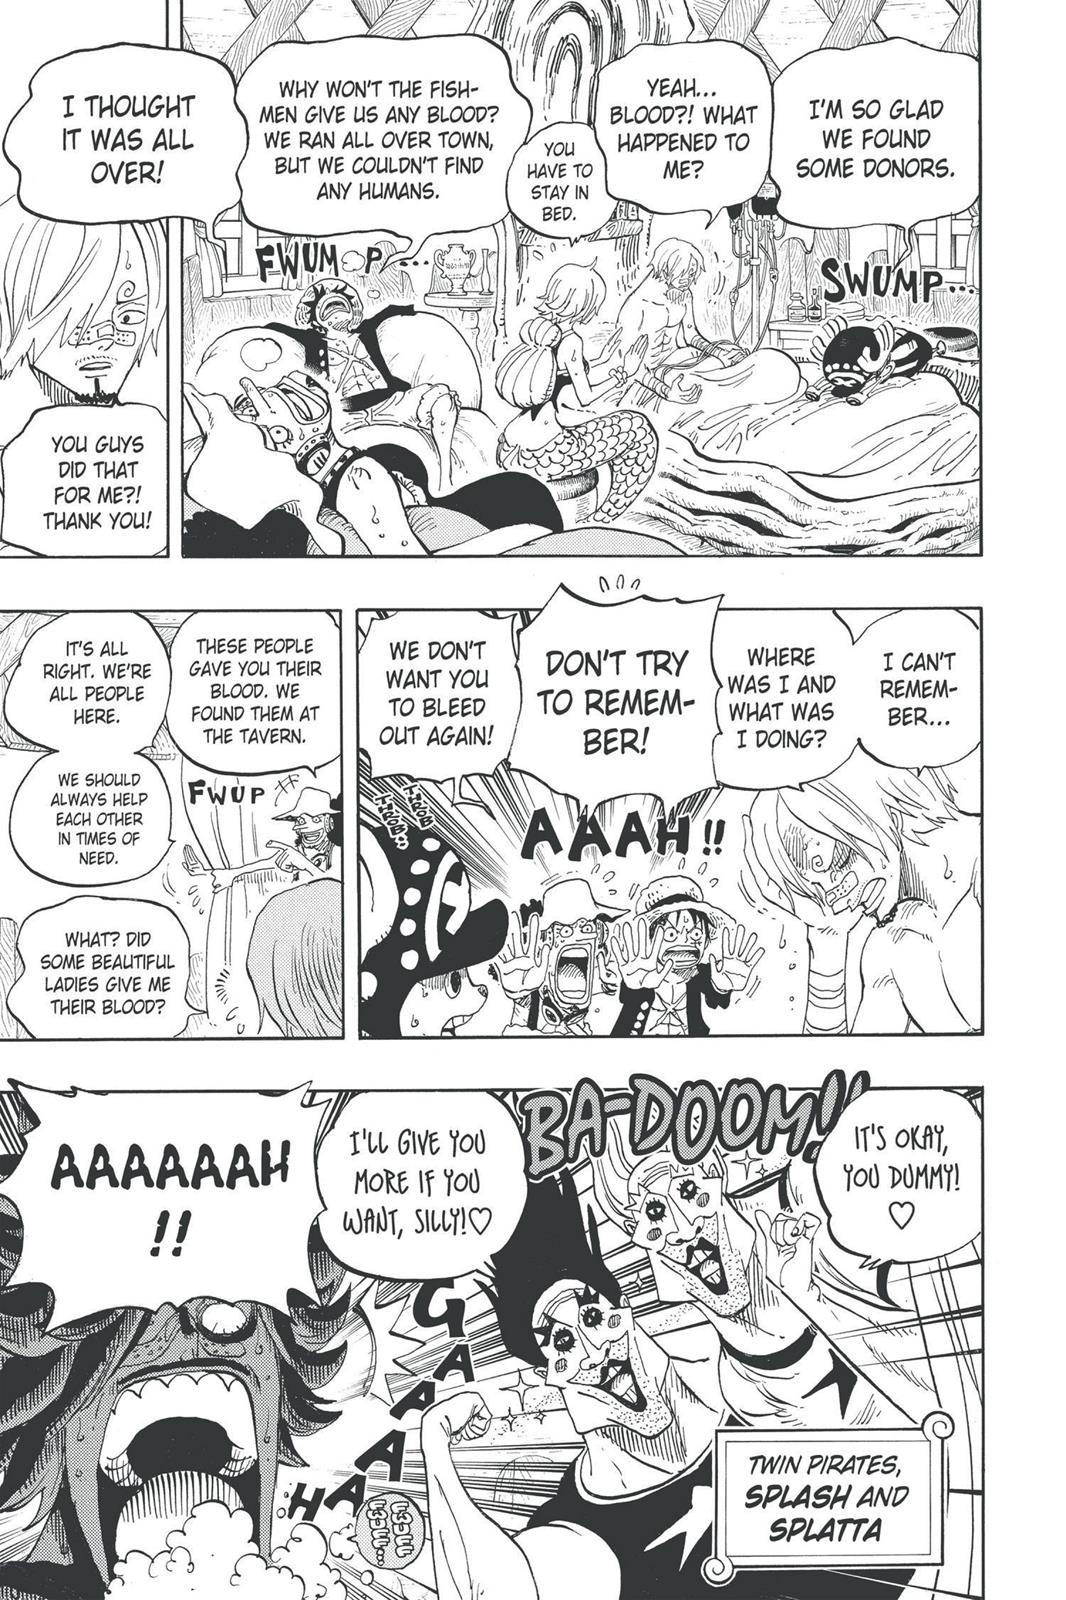 I'M SO GLAD
WE FOUND
SOME DONORS.
YEAH...
BLOOD?! WHAT
HAPPENED TO
ME?
YOU
HAVE TO
STAY IN
BED.
WHY WON'T THE FISH-
MEN GIVE US ANY BLOOD?
WE RAN ALL OVER TOWN,
BUT WE COULDN'T FIND
ANY HUMANS.
I THOUGHT
IT WAS ALL
OVER!
SWUMP...
FWUMP...
YOU GUYS
DID THAT
FOR ME?!
THANK YOU!
I CAN'T
REMEM-
BER...
WHERE
WAS I AND
WHAT WAS
I DOING?
DON'T TRY
TO REMEM-
BER!
WE DON'T
WANT YOU
TO BLEED
OUT AGAIN!
AAAH!!
THROB
THROB
THESE PEOPLE
GAVE YOU THEIR
BLOOD. WE
FOUND THEM AT
THE TAVERN.
IT'S ALL
RIGHT. WE'RE
ALL PEOPLE
HERE.
WE SHOULD
ALWAYS HELP
EACH OTHER
IN TIMES OF
NEED.
FWUP
WHAT? DID
SOME BEAUTIFUL
LADIES GIVE ME
THEIR BLOOD?
IT'S OKAY,
YOU DUMMY!
♡
BA-DOOM!!
I'LL GIVE YOU
MORE IF YOU
WANT, SILLY!♡
TWIN PIRATES,
SPLASH AND
SPLATTA
GAAAH
HA
AAAAAAAH
!!